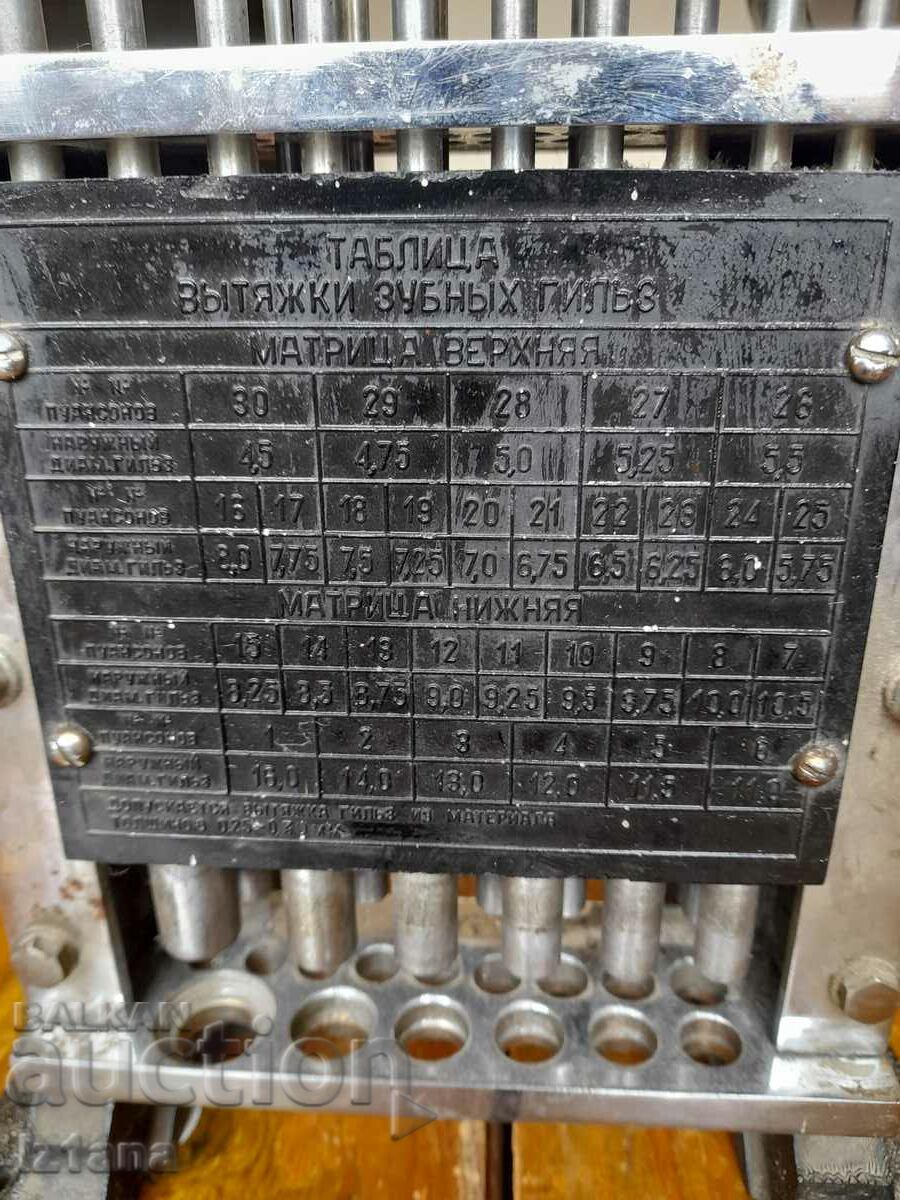 ТАБЛИЦА
ВЫТЯЖКИ ЗУБНЫХ ГИЛЬЗ
МАТРИЦА ВЕРХНЯЯ
№ № ПУАНСОНОВ 30 29 28 27 26
НАРУЖНЫЙ ДИАМ. ГИЛЬЗ 4,5 4,75 5,0 5,25 5,5
№ № ПУАНСОНОВ 16 17 18 19 20 21 22 23 24 25
НАРУЖНЫЙ ДИАМ. ГИЛЬЗ 8,0 7,75 7,5 7,25 7,0 6,75 6,5 6,25 6,0 5,75
МАТРИЦА НИЖНЯЯ
№ № ПУАНСОНОВ 15 14 13 12 11 10 9 8 7
НАРУЖНЫЙ ДИАМ. ГИЛЬЗ 8,25 8,5 8,75 9,0 9,25 9,5 9,75 10,0 10,5
№ № ПУАНСОНОВ 1 2 3 4 5 6
НАРУЖНЫЙ ДИАМ. ГИЛЬЗ 16,0 14,0 13,0 12,0 11,5 11,0
ДОПУСКАЕТСЯ ВЫТЯЖКА ГИЛЬЗ ИЗ МАТЕРИАЛА
ТОЛЩИНОЙ 0,25-0,3
BALKAN
auction
iztana